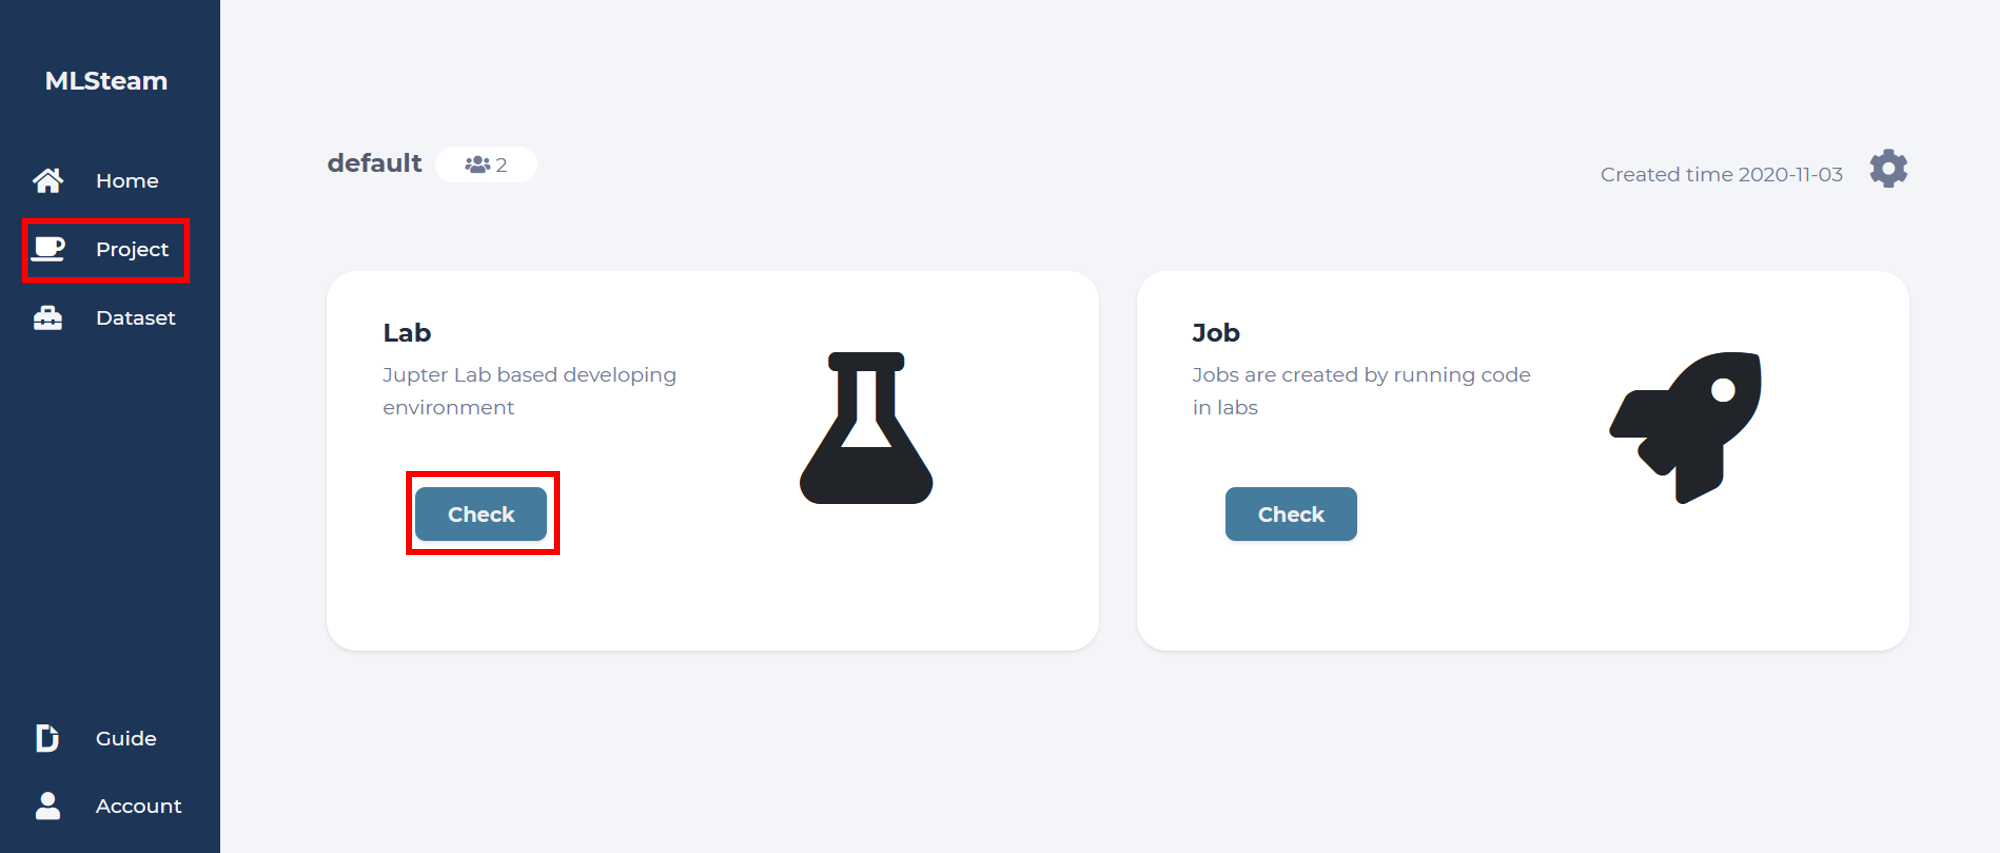 MLSteam
Home
Project
Dataset
Guide
Account
default 2
Created time 2020-11-03
Lab
Jupter Lab based developing
environment
Check
Job
Jobs are created by running code
in labs
Check